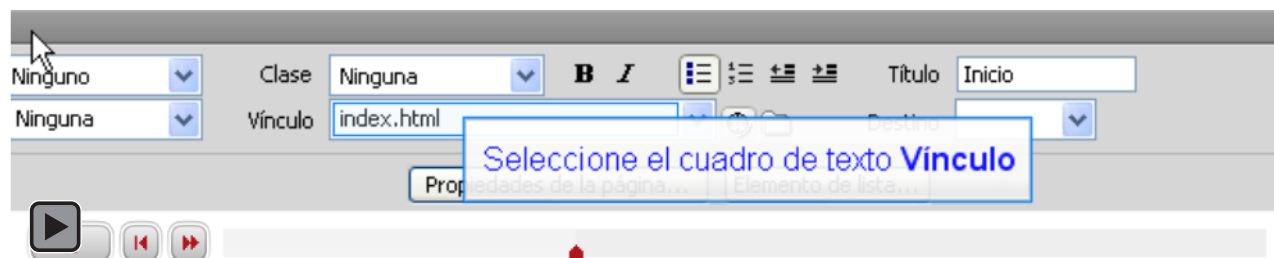 Ninguno Clase Ninguna B I Título Inicio
Ninguna Vínculo index.html Destino
Seleccione el cuadro de texto Vínculo
Propiedades de la página... Elemento de lista...